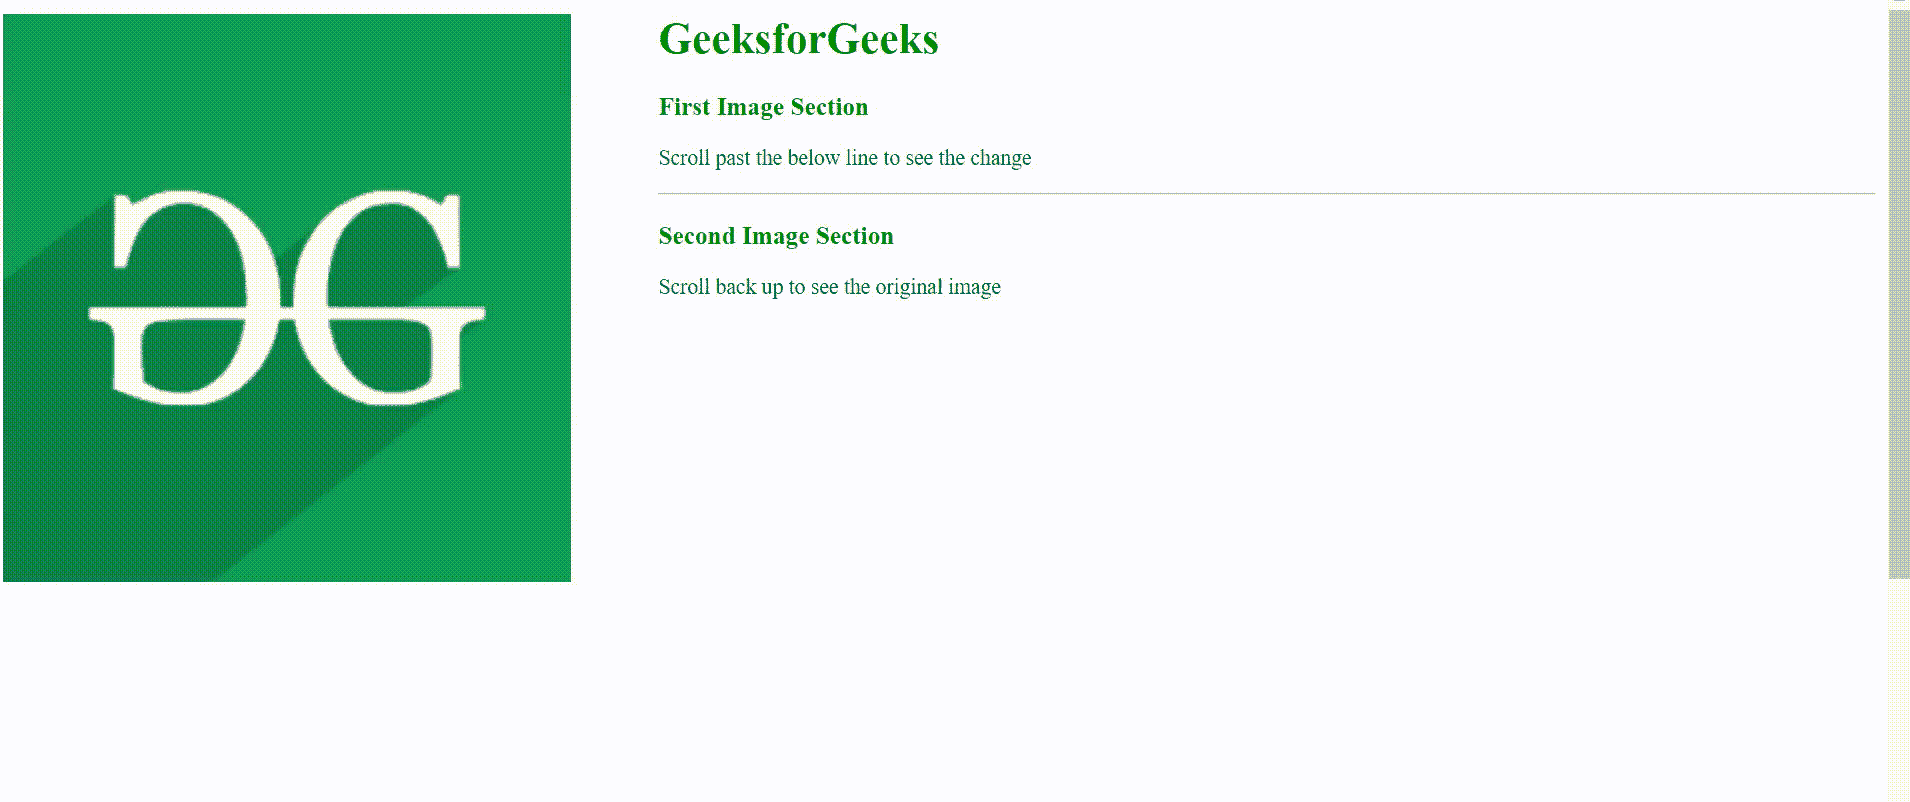 GeeksforGeeks
First Image Section
Scroll past the below line to see the change
Second Image Section
Scroll back up to see the original image